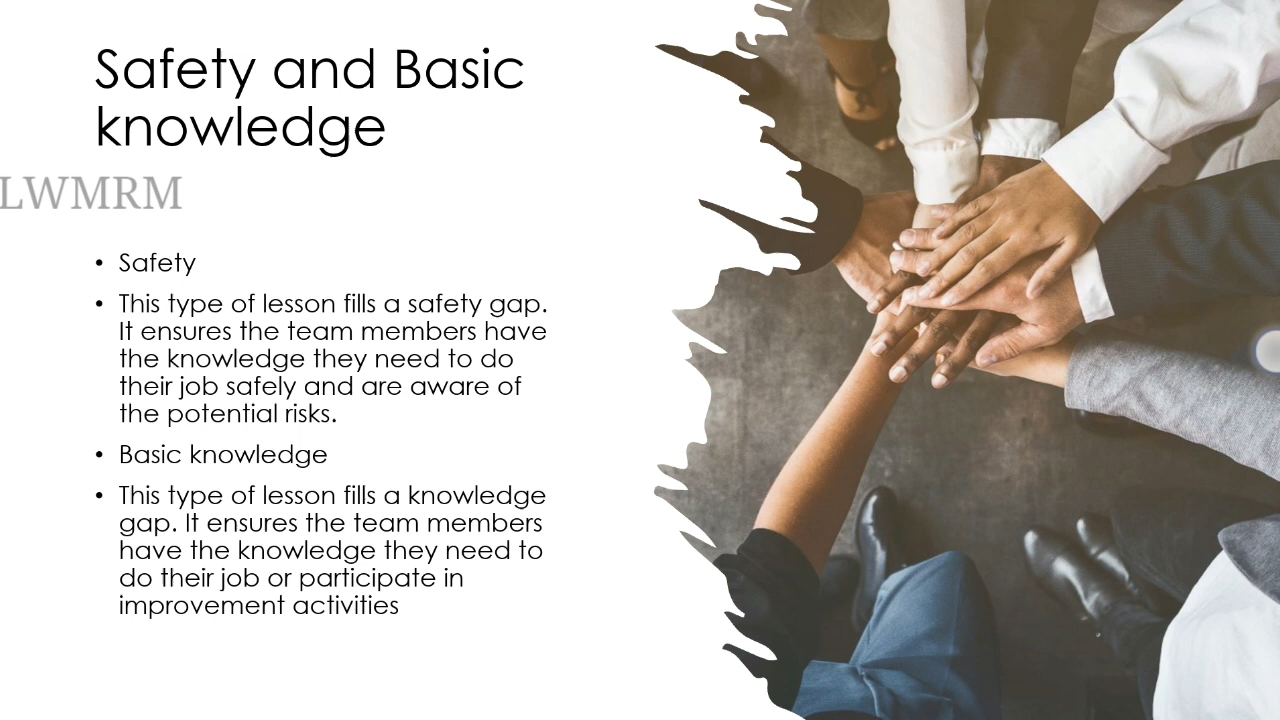 Safety and Basic
knowledge
LWMRM
• Safety
• This type of lesson fills a safety gap.
It ensures the team members have
the knowledge they need to do
their job safely and are aware of
the potential risks.
• Basic knowledge
• This type of lesson fills a knowledge
gap. It ensures the team members
have the knowledge they need to
do their job or participate in
improvement activities